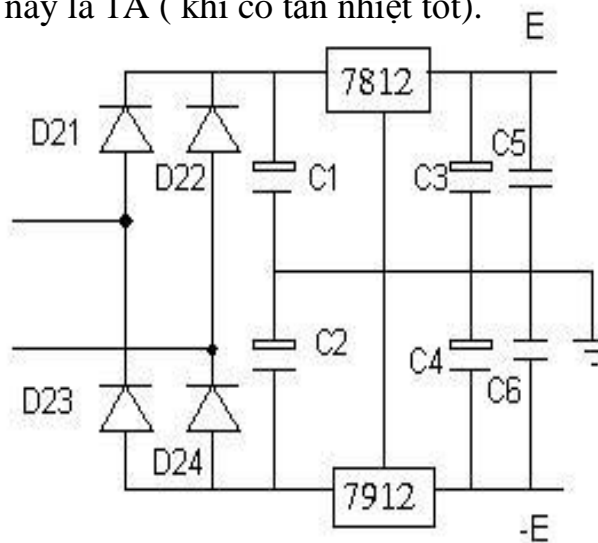 này là 1A ( khi có tản nhiệt tốt).
E
7812
D21
D22
C1
C3
C5
C2
C4
C6
D23
D24
7912
-E